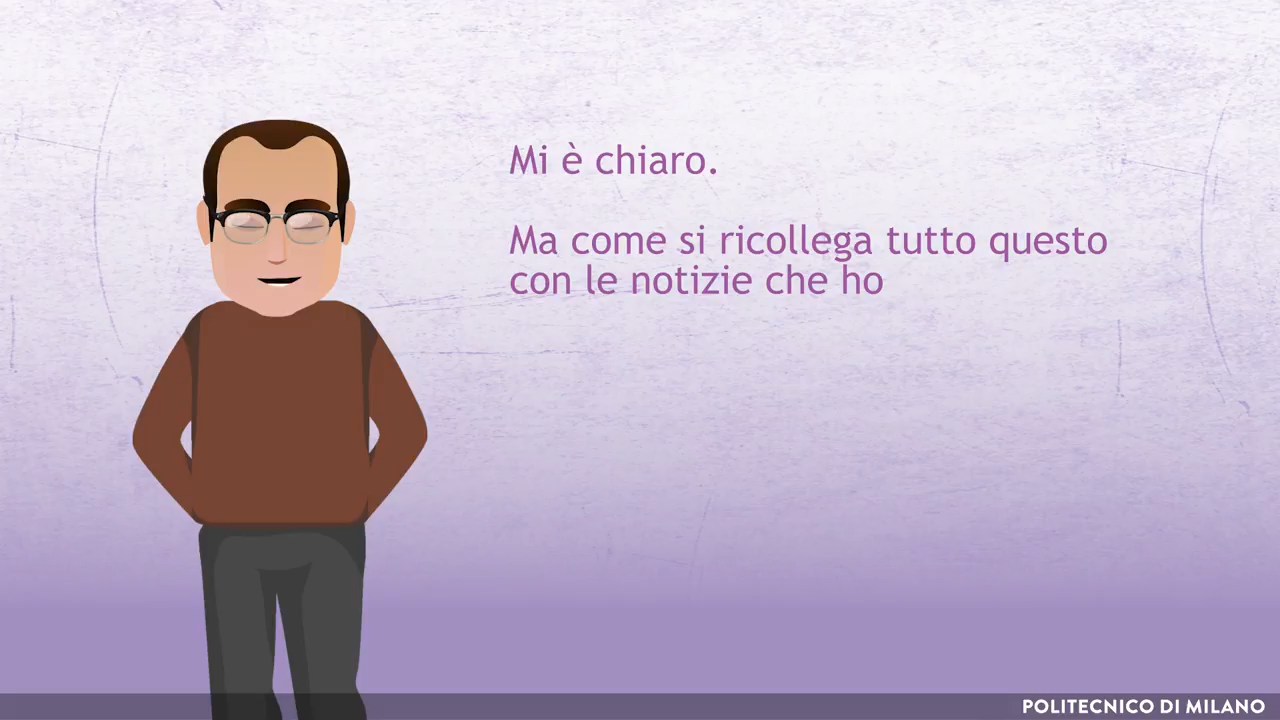 Mi è chiaro.
Ma come si ricollega tutto questo
con le notizie che ho
POLITECNICO DI MILANO